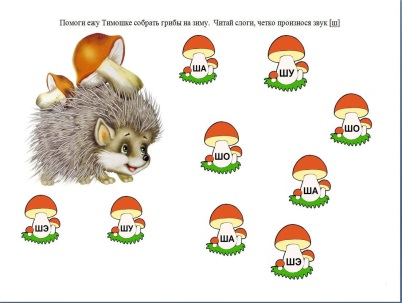 Помоги ежу Тимошке собрать грибы на зиму. Читай слоги, четко произнося звук [ш]
ША
ШУ
ШО
ШО
ША
ШЭ
ШУ
ША
ШЭ